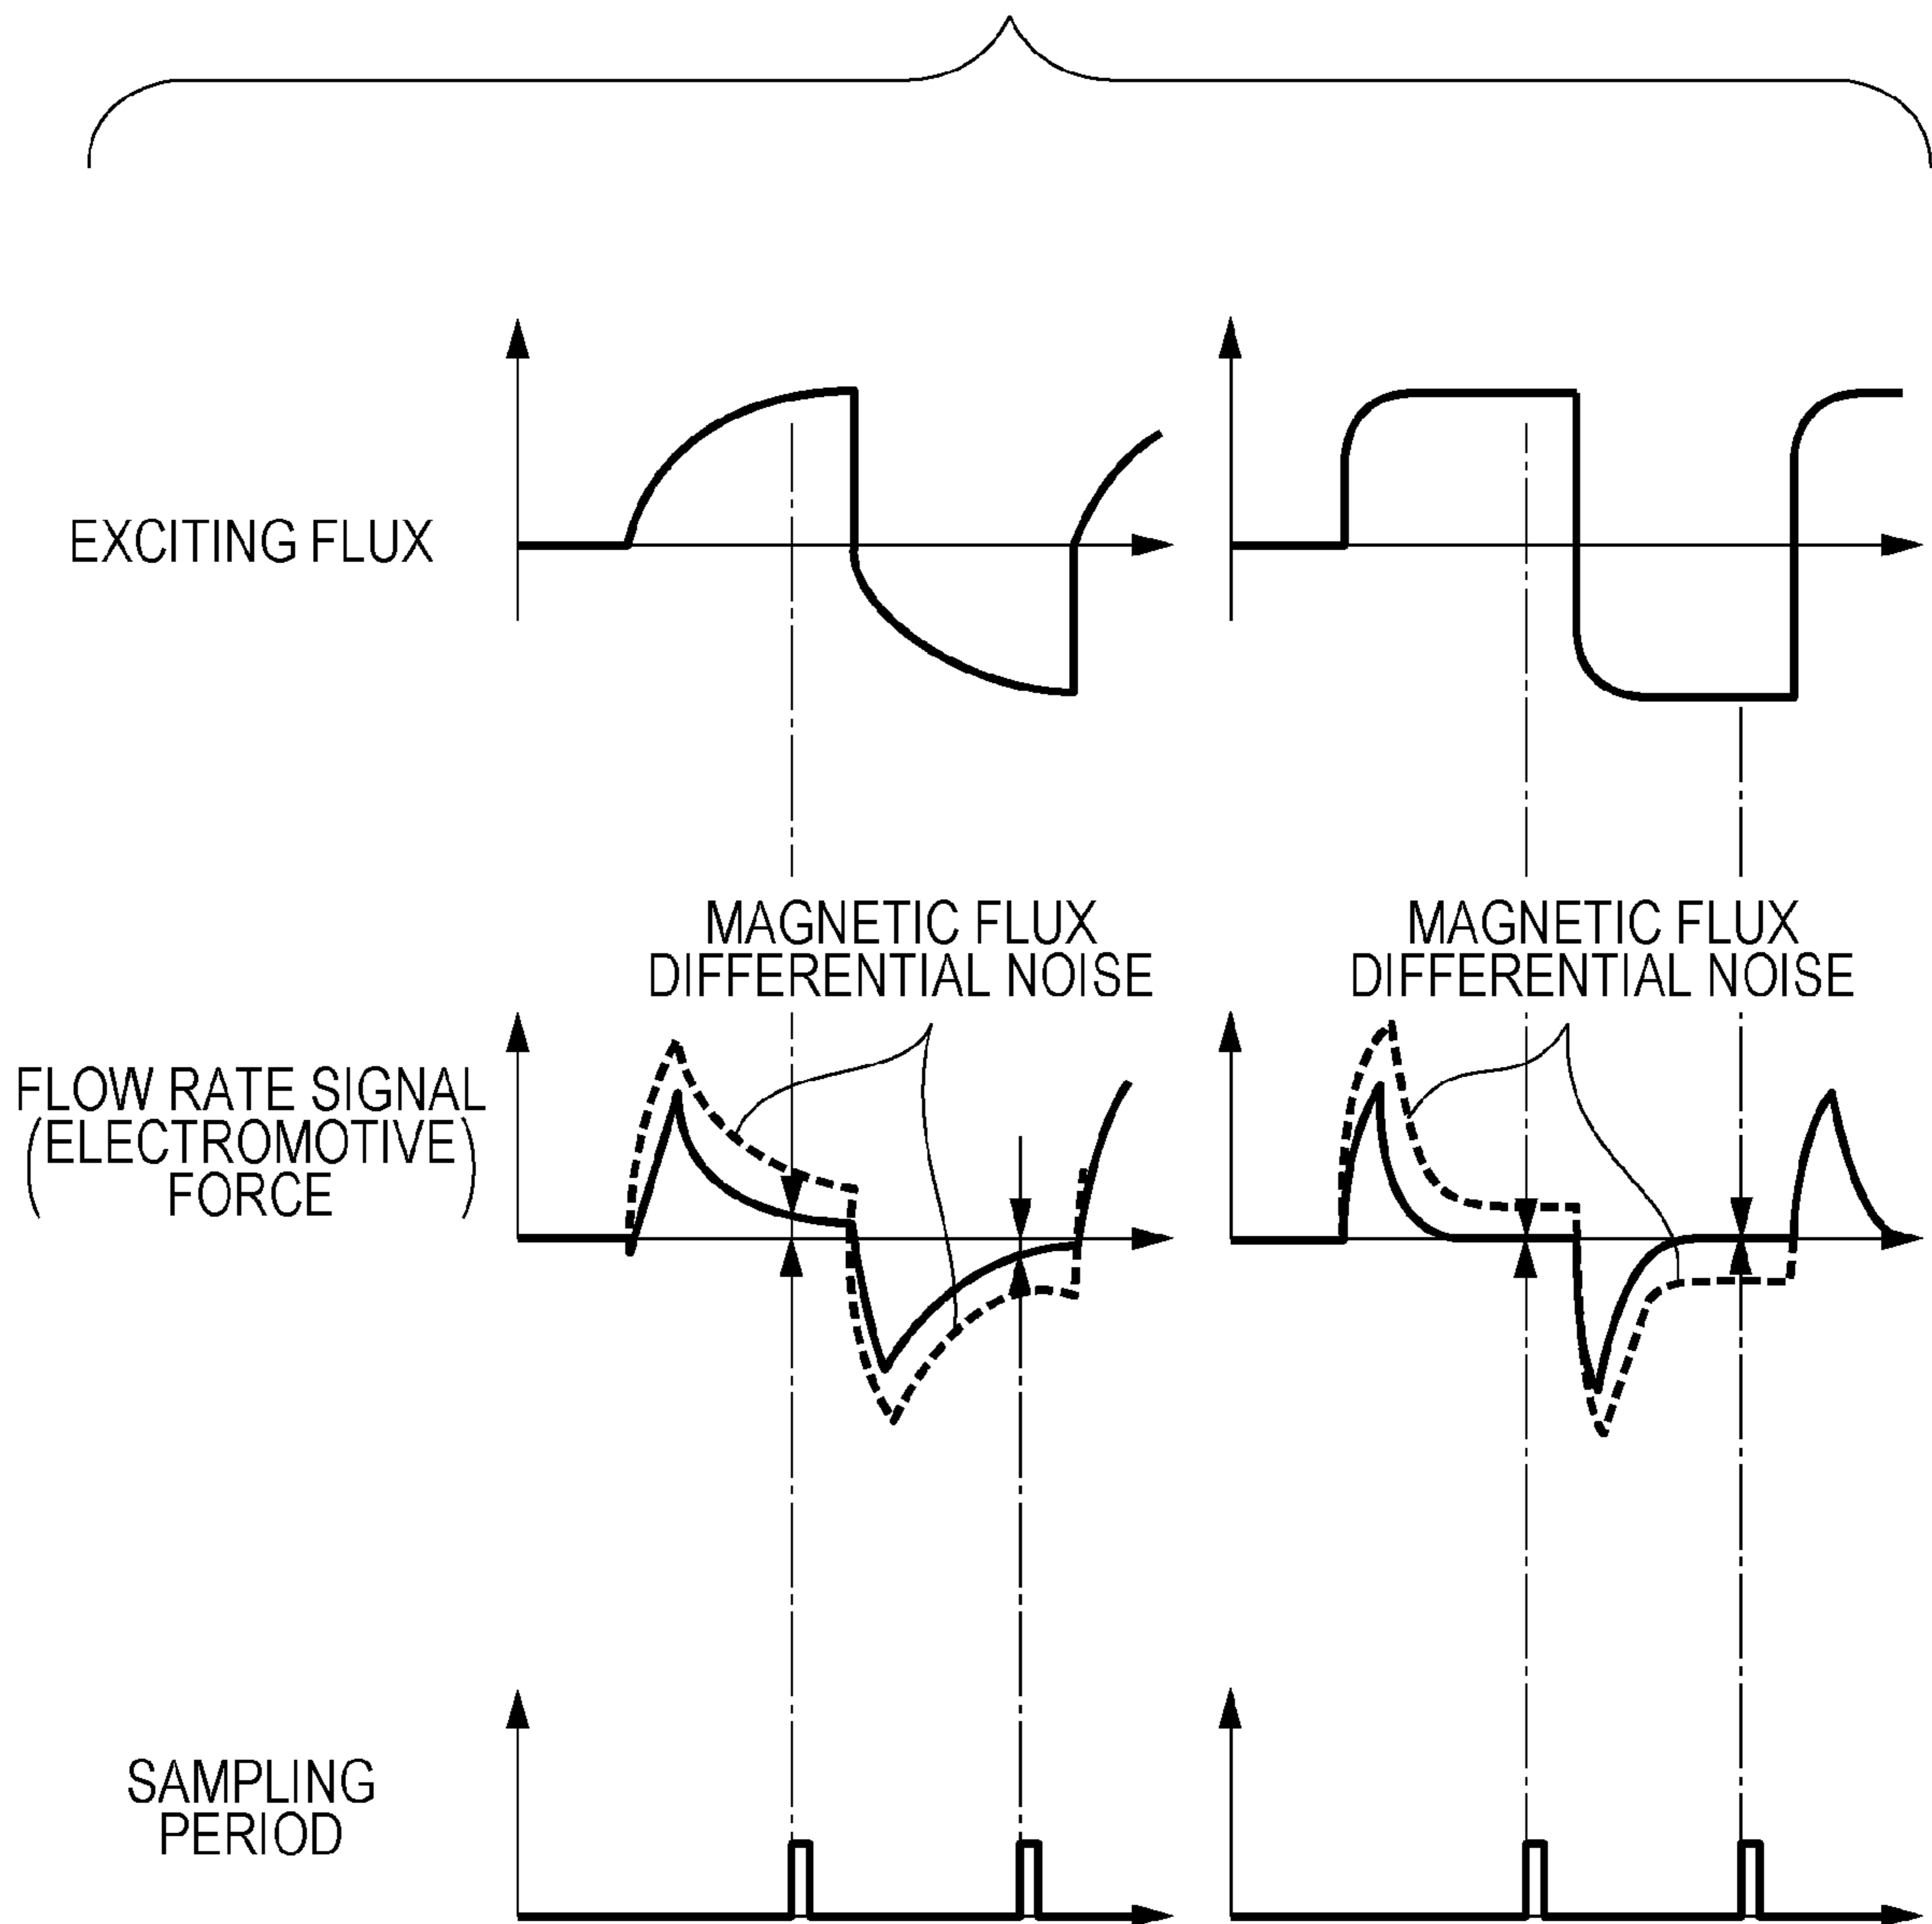 EXCITING FLUX
MAGNETIC FLUX
DIFFERENTIAL NOISE
MAGNETIC FLUX
DIFFERENTIAL NOISE
FLOW RATE SIGNAL
(ELECTROMOTIVE
FORCE)
SAMPLING
PERIOD